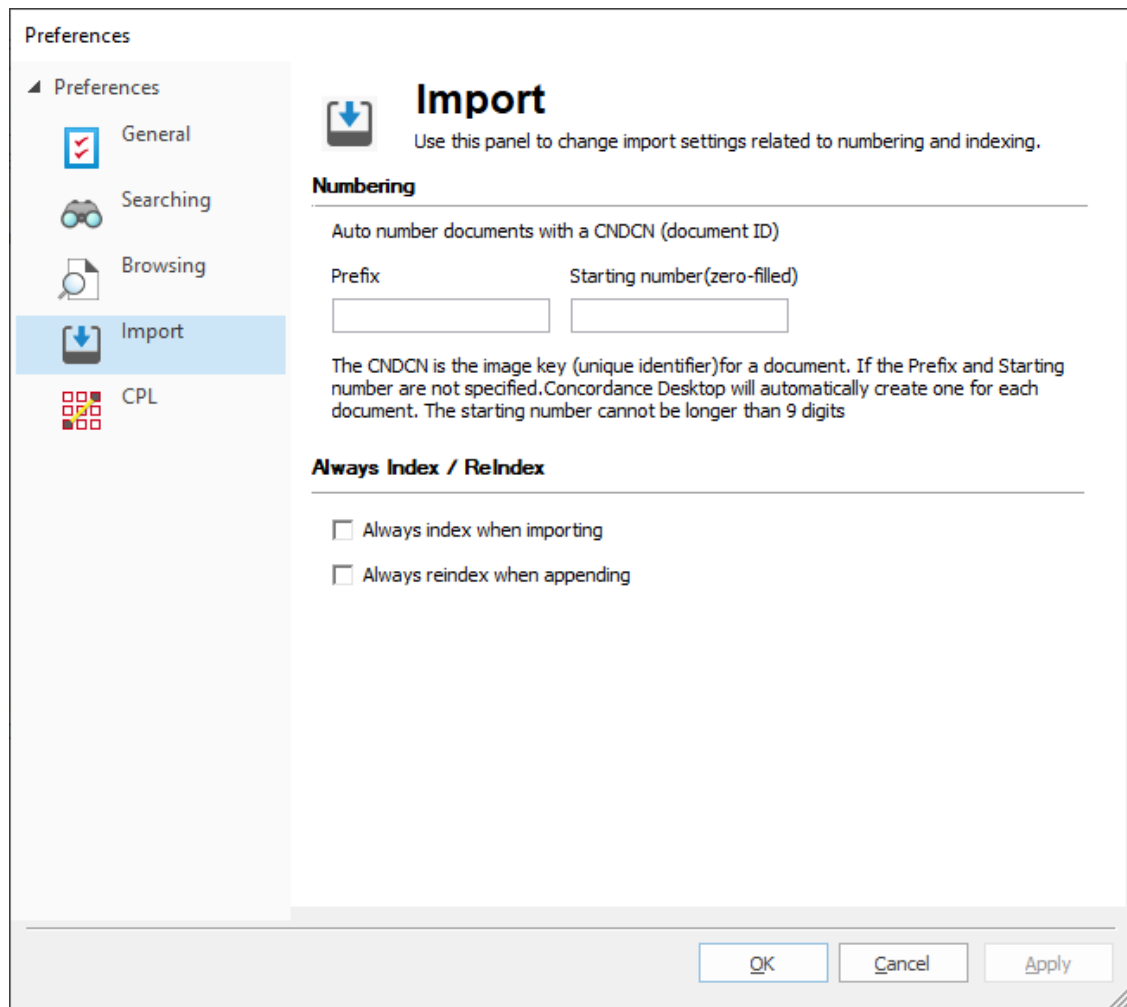 Preferences
Preferences
General
Searching
Browsing
Import
CPL
Import
Use this panel to change import settings related to numbering and indexing.
Numbering
Auto number documents with a CNDCN (document ID)
Prefix Starting number(zero-filled)
The CNDCN is the image key (unique identifier)for a document. If the Prefix and Starting
number are not specified.Concordance Desktop will automatically create one for each
document. The starting number cannot be longer than 9 digits
Always Index / ReIndex
Always index when importing
Always reindex when appending
OK Cancel Apply